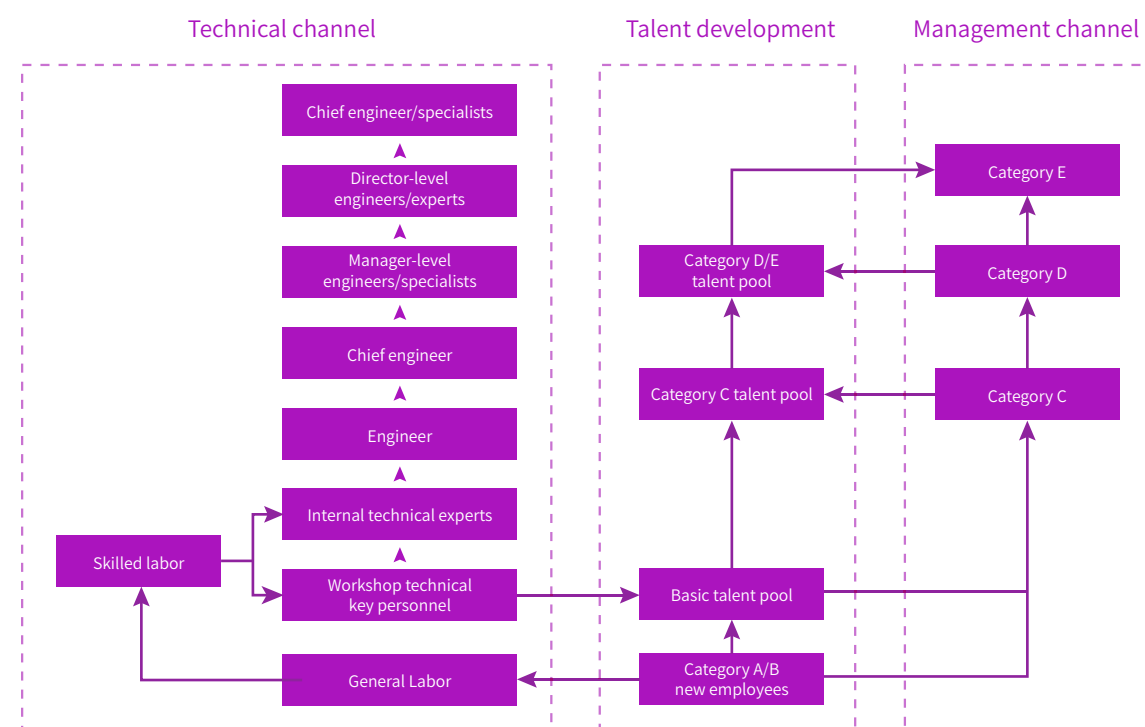 Technical channel
Chief engineer/specialists
Director-level
engineers/experts
Manager-level
engineers/specialists
Chief engineer
Engineer
Internal technical experts
Skilled labor
Workshop technical
key personnel
General Labor
Talent development
Category D/E
talent pool
Category C talent pool
Basic talent pool
Category A/B
new employees
Management channel
Category E
Category D
Category C